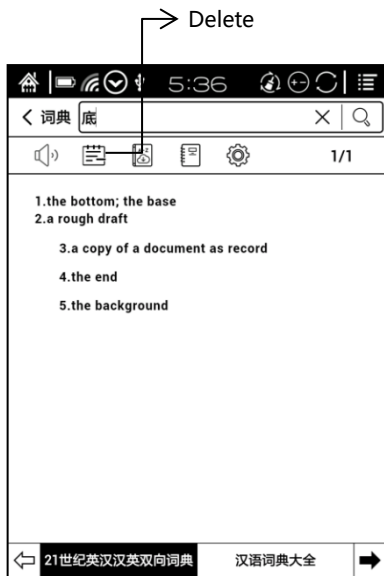 Delete
5:36
词典 底
1/1
1.the bottom; the base
2.a rough draft
3.a copy of a document as record
4.the end
5.the background
21世纪英汉汉英双向词典 汉语词典大全